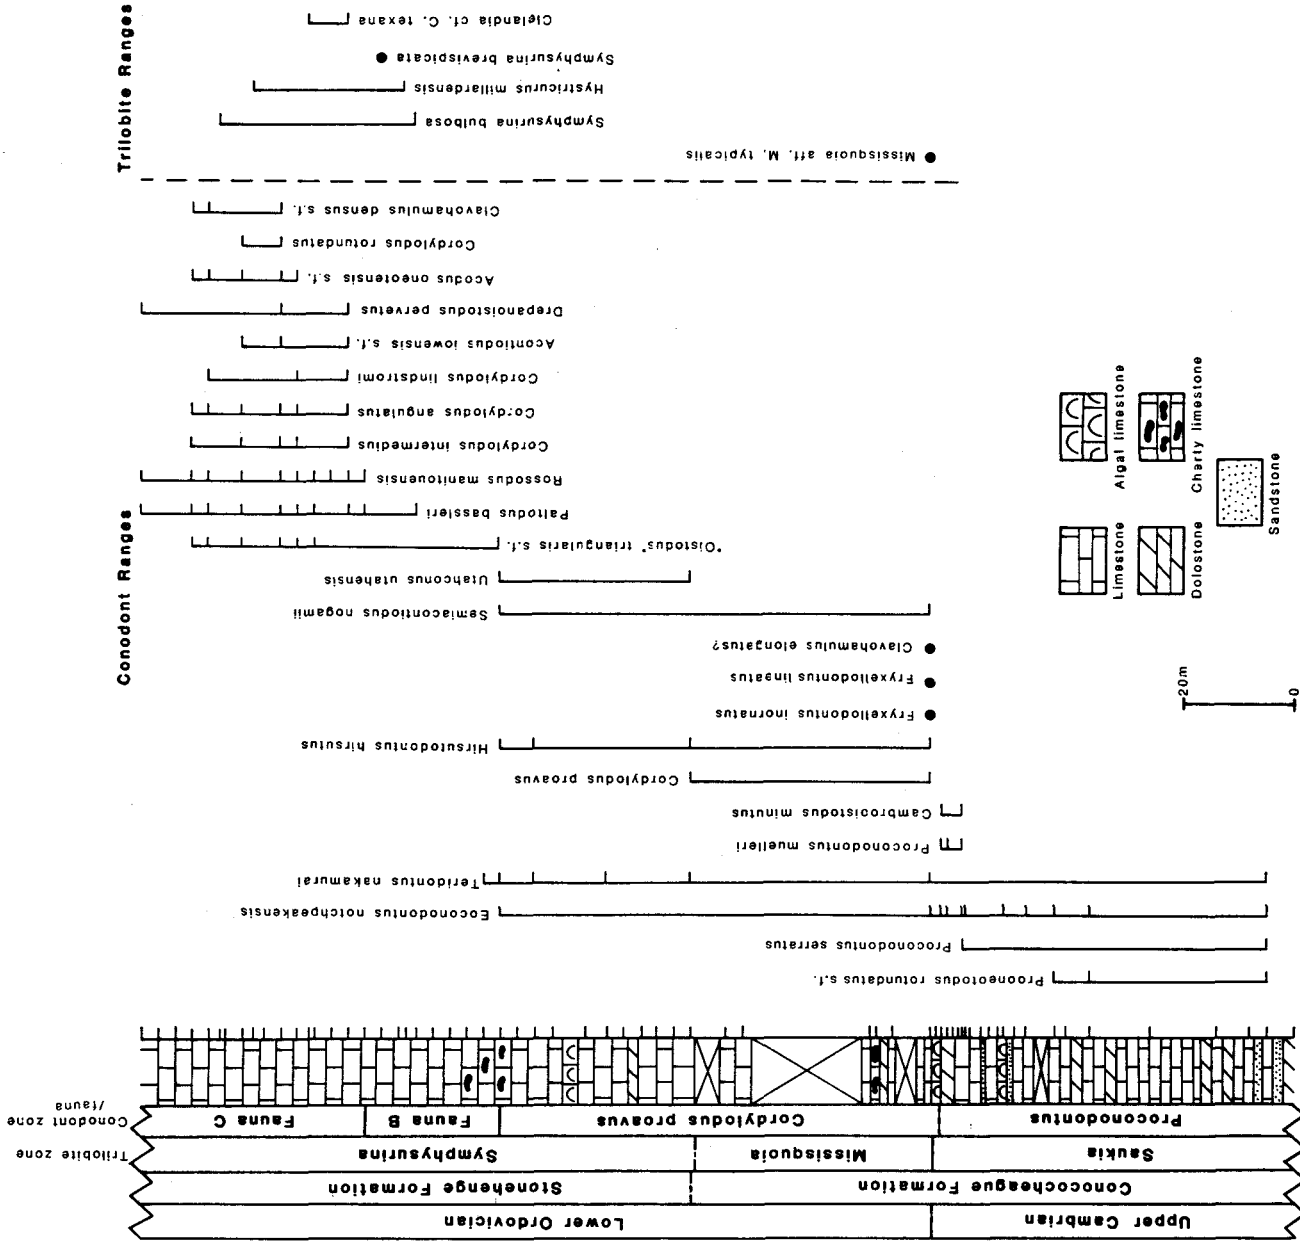 Trilobite Ranges
Clelandia cf. C. texana
Symphysurina brevispicata
Hystricurus millardensis
Symphysurina bulbosa
Missisquoia aff. M. typicalis
Conodont Ranges
Clavohamulus densus s.f.
Cordylodus rotundatus
Acodus oneotensis s.f.
Drepanoistodus pervetus
Acontiodus iowensis s.f.
Cordylodus lindstromi
Cordylodus angulatus
Cordylodus intermedius
Rossodus manitouensis
Paltodus bassleri
"Oistodus" triangularis s.f.
Utahconus utahensis
Semiacontiodus nogamii
Clavohamulus elongatus?
Fryxellodontus lineatus
Fryxellodontus inornatus
Hirsutodontus hirsutus
Cordylodus proavus
Cambrooistodus minutus
Proconodontus muelleri
Teridontus nakamurai
Eoconodontus notchpeakensis
Proconodontus serratus
Prooneotodus rotundatus s.f.
Algal limestone
Charty limestone
Sandstone
Limestone
Dolostone
20m
0
Conodont zone
/fauna
Fauna C
Fauna B
Cordylodus proavus
Proconodontus
Trilobite zone
Symphysurina
Missisquoia
Saukia
Stonehenge Formation
Conococheague Formation
Lower Ordovician
Upper Cambrian